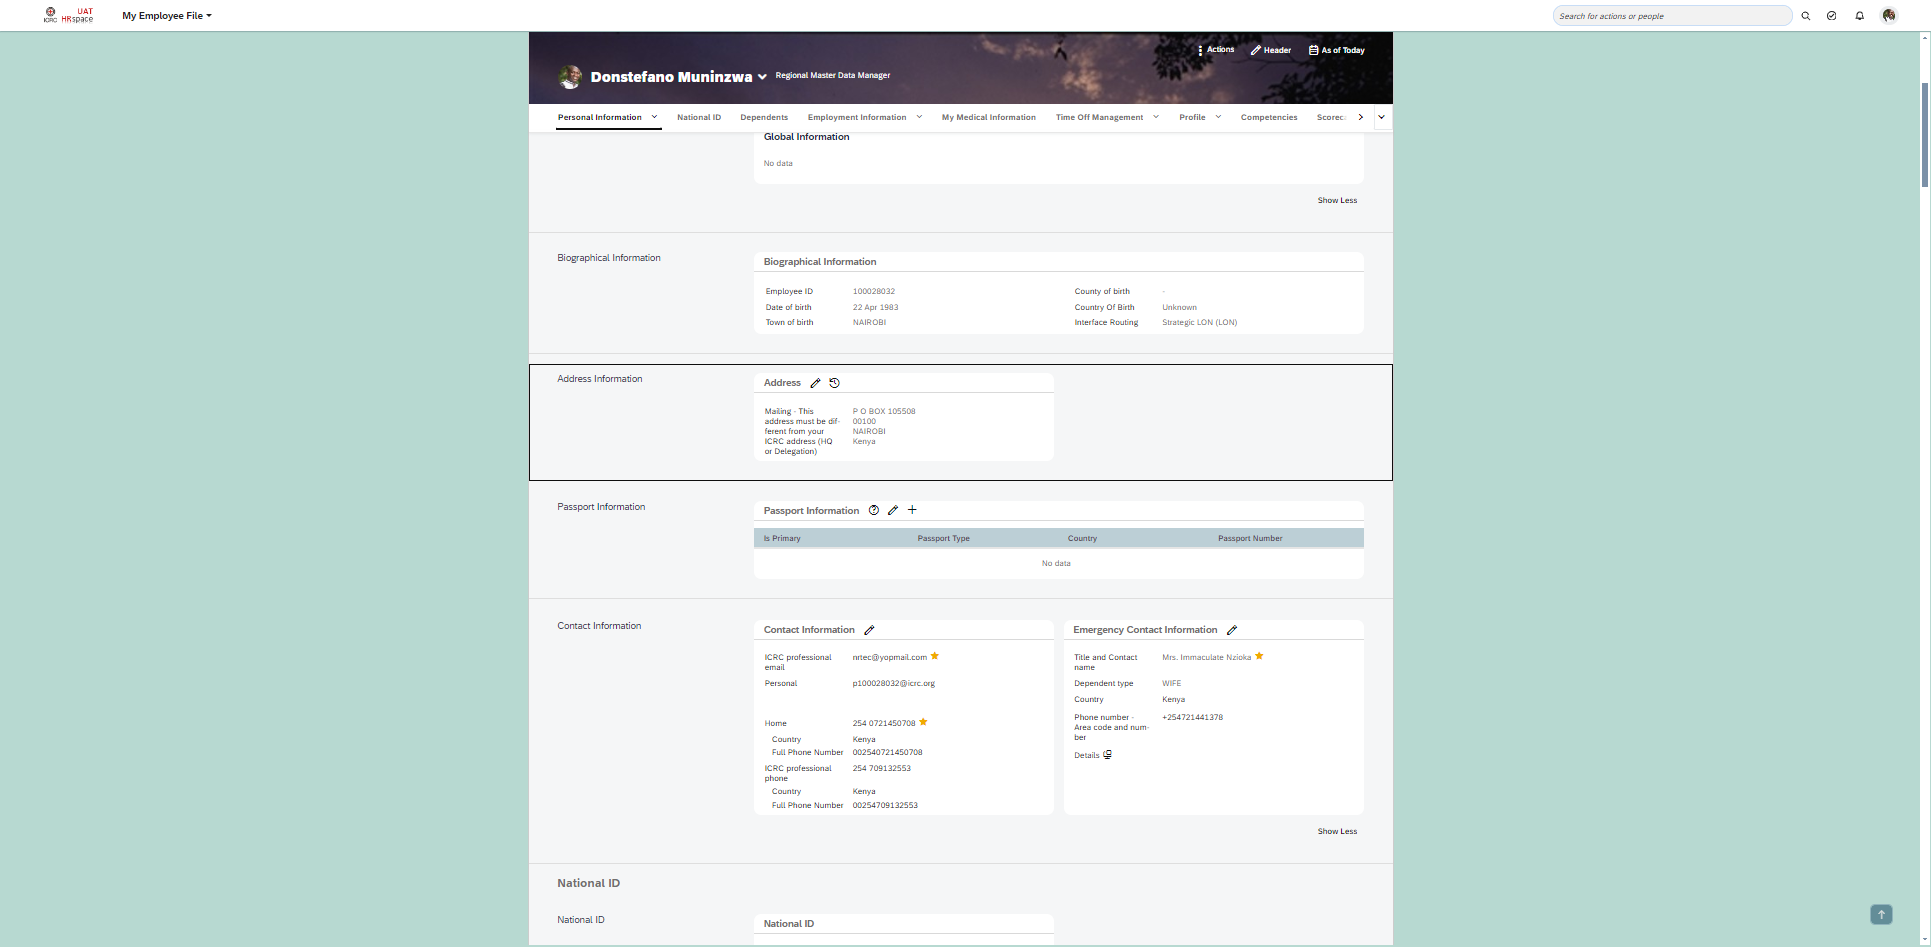 ICRC
UAT
HRspace
My Employee File
Search for actions or people
Actions
Header
As of Today
Donstefano Muninzwa
Regional Master Data Manager
Personal Information
National ID
Dependents
Employment Information
My Medical Information
Time Off Management
Profile
Competencies
Scorec
Global Information
No data
Show Less
Biographical Information
Biographical Information
Employee ID 100028032
County of birth -
Date of birth 22 Apr 1983
Country Of Birth Unknown
Town of birth NAIROBI
Interface Routing Strategic LON (LON)
Address Information
Address
Mailing - This
address must be dif-
ferent from your
ICRC address (HQ
or Delegation)
P O BOX 105508
00100
NAIROBI
Kenya
Passport Information
Passport Information
Is Primary Passport Type Country Passport Number
No data
Contact Information
Contact Information
ICRC professional
email
nrtec@yopmail.com
Personal p100028032@icrc.org
Home 254 0721450708
Country Kenya
Full Phone Number 002540721450708
ICRC professional
phone
254 709132553
Country Kenya
Full Phone Number 00254709132553
Emergency Contact Information
Title and Contact
name
Mrs. Immaculate Nzioka
Dependent type WIFE
Country Kenya
Phone number -
Area code and num-
ber
+254721441378
Details
Show Less
National ID
National ID
National ID